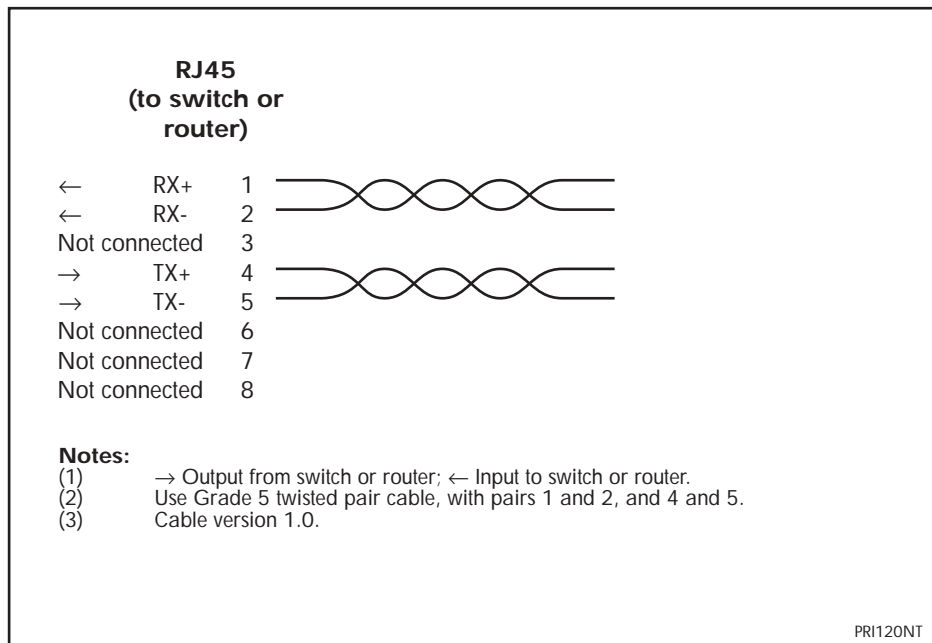 RJ45
(to switch or
router)
← RX+ 1
← RX- 2
Not connected 3
→ TX+ 4
→ TX- 5
Not connected 6
Not connected 7
Not connected 8
Notes:
(1) → Output from switch or router; ← Input to switch or router.
(2) Use Grade 5 twisted pair cable, with pairs 1 and 2, and 4 and 5.
(3) Cable version 1.0.
PRI120NT